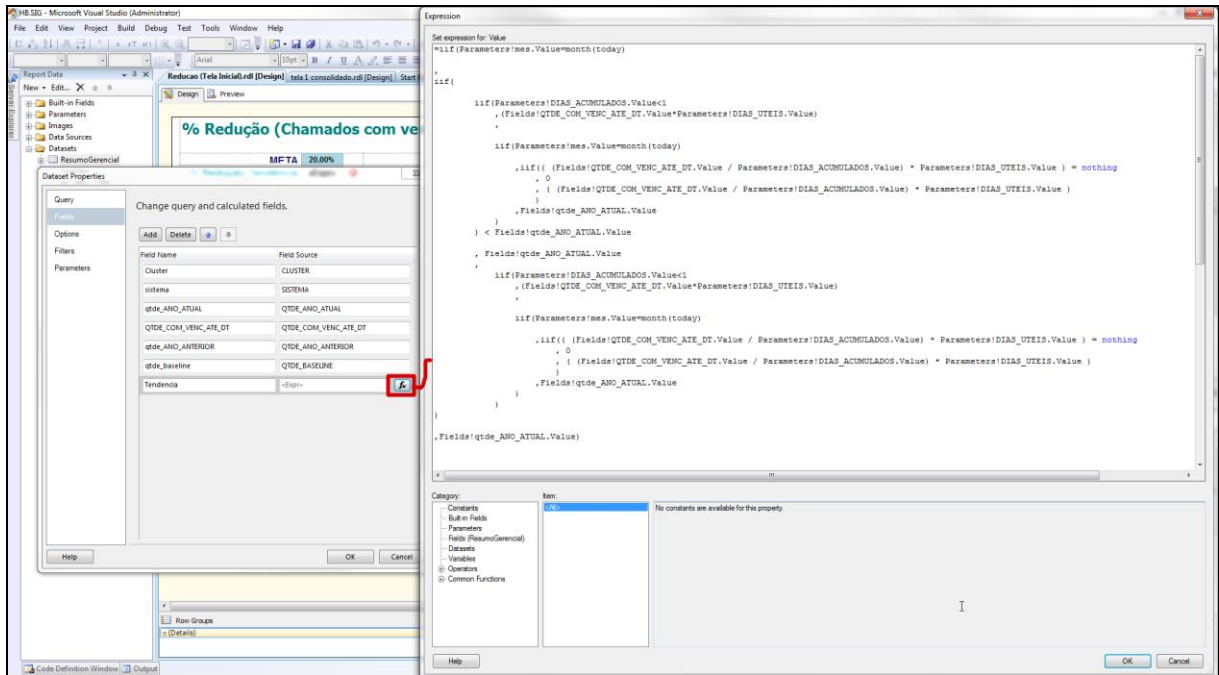 HB.SIG - Microsoft Visual Studio (Administrator)
File Edit View Project Build Debug Test Tools Window Help
Arial 10pt B I U A
Report Data
New Edit...
Built-in Fields
Parameters
Images
Data Sources
Datasets
ResumoGerencial
Server Explorer
Reducao (Tela Inicial).rdl [Design] tela 1 consolidado.rdl [Design] Start
Design Preview
% Redução (Chamados com ve
META 20.00%
Dataset Properties
Query
Fields
Options
Filters
Parameters
Change query and calculated fields.
Add Delete
Field Name Field Source
Cluster CLUSTER
sistema SISTEMA
qtde_ANO_ATUAL QTDE_ANO_ATUAL
QTDE_COM_VENC_ATE_DT QTDE_COM_VENC_ATE_DT
qtde_ANO_ANTERIOR QTDE_ANO_ANTERIOR
qtde_baseline QTDE_BASELINE
Tendencia «Expr» fx
Help OK Cancel
Row Groups
(Details)
Code Definition Window Output
Expression
Set expression for: Value
=iif(Parameters!mes.Value=month(today)
,
iif(
iif(Parameters!DIAS_ACUMULADOS.Value<1
,(Fields!QTDE_COM_VENC_ATE_DT.Value*Parameters!DIAS_UTEIS.Value)
,
iif(Parameters!mes.Value=month(today)
,iif(( (Fields!QTDE_COM_VENC_ATE_DT.Value / Parameters!DIAS_ACUMULADOS.Value) * Parameters!DIAS_UTEIS.Value ) = nothing
, 0
, ( (Fields!QTDE_COM_VENC_ATE_DT.Value / Parameters!DIAS_ACUMULADOS.Value) * Parameters!DIAS_UTEIS.Value )
)
,Fields!qtde_ANO_ATUAL.Value
)
) < Fields!qtde_ANO_ATUAL.Value
, Fields!qtde_ANO_ATUAL.Value
,
iif(Parameters!DIAS_ACUMULADOS.Value<1
,(Fields!QTDE_COM_VENC_ATE_DT.Value*Parameters!DIAS_UTEIS.Value)
,
iif(Parameters!mes.Value=month(today)
,iif(( (Fields!QTDE_COM_VENC_ATE_DT.Value / Parameters!DIAS_ACUMULADOS.Value) * Parameters!DIAS_UTEIS.Value ) = nothing
, 0
, ( (Fields!QTDE_COM_VENC_ATE_DT.Value / Parameters!DIAS_ACUMULADOS.Value) * Parameters!DIAS_UTEIS.Value )
)
,Fields!qtde_ANO_ATUAL.Value
)
)
)
,Fields!qtde_ANO_ATUAL.Value)
Category: Item:
Constants <All> No constants are available for this property.
Built-in Fields
Parameters
Fields (ResumoGerencial)
Datasets
Variables
Operators
Common Functions
Help OK Cancel